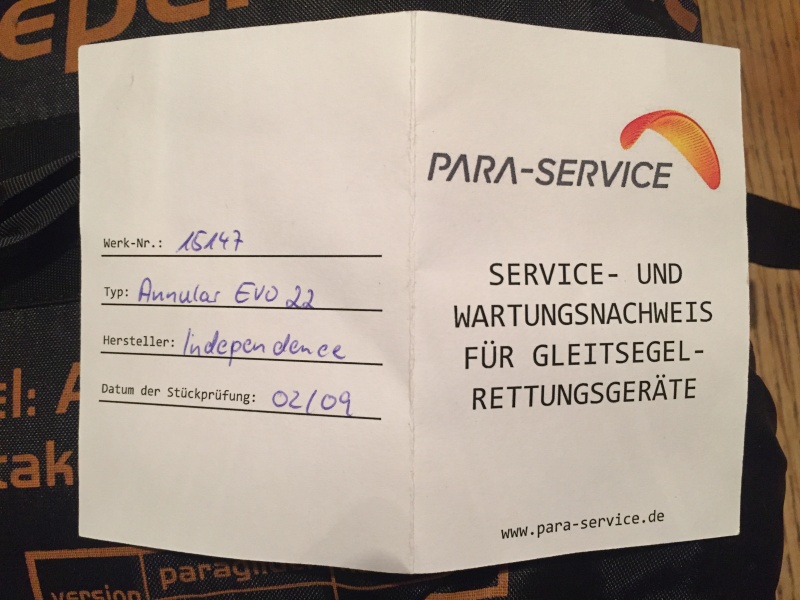 Werk-Nr.: 15147
Typ: Annular EVO 22
Hersteller: Independence
Datum der Stückprüfung: 02/09
PARA-SERVICE
SERVICE- UND
WARTUNGSNACHWEIS
FÜR GLEITSEGEL-
RETTUNGSGERÄTE
www.para-service.de
version